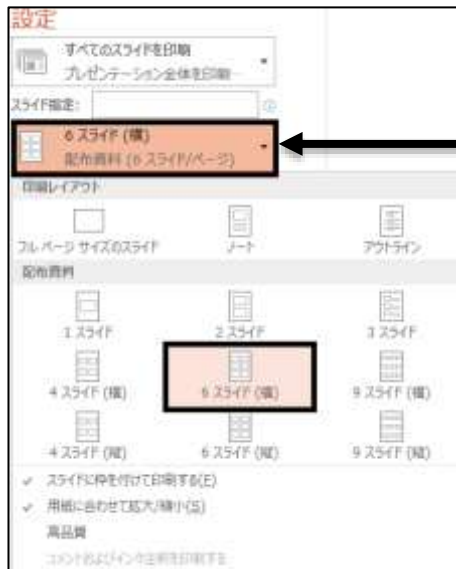 設定
すべてのスライドを印刷
プレゼンテーション全体を印刷
スライド指定:
6 スライド (横)
配布資料 (6 スライド/ページ)
印刷レイアウト
フル ページ サイズのスライド ノート アウトライン
配布資料
1 スライド 2 スライド 3 スライド
4 スライド (横) 6 スライド (横) 9 スライド (横)
4 スライド (縦) 6 スライド (縦) 9 スライド (縦)
スライドに枠を付けて印刷する(E)
用紙に合わせて拡大/縮小(S)
高品質
コメントおよびインク注釈を印刷する